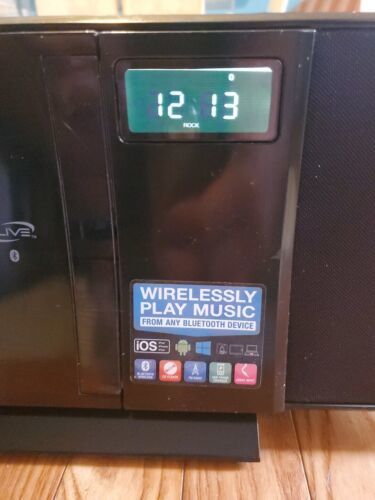 12 13
ROCK
LIVE
WIRELESSLY
PLAY MUSIC
FROM ANY BLUETOOTH DEVICE
iOS